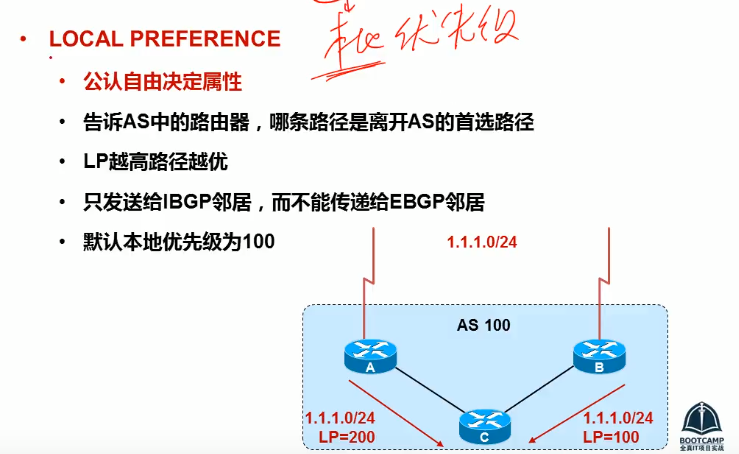 LOCAL PREFERENCE
本地优先级
公认自由决定属性
告诉AS中的路由器，哪条路径是离开AS的首选路径
LP越高路径越优
只发送给IBGP邻居，而不能传递给EBGP邻居
默认本地优先级为100
1.1.1.0/24
AS 100
A
B
1.1.1.0/24
LP=200
C
1.1.1.0/24
LP=100
BOOTCAMP
全真IT项目实战